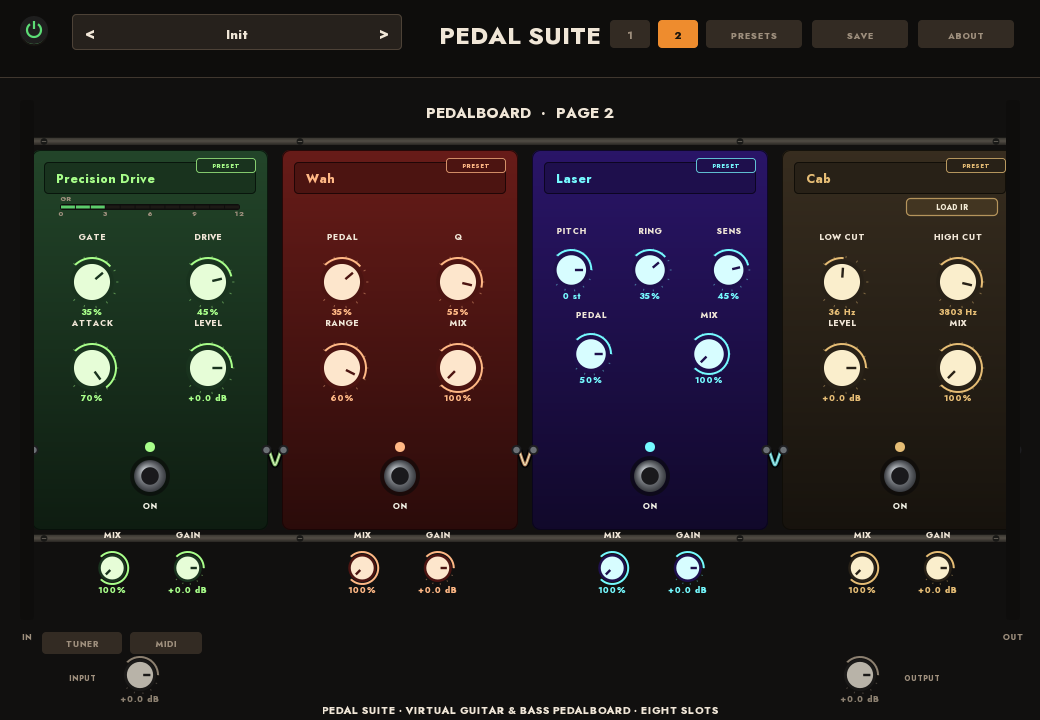 < Init > PEDAL SUITE 1 2 PRESETS SAVE ABOUT
PEDALBOARD · PAGE 2
PRESET PRESET PRESET PRESET
Precision Drive Wah Laser Cab
GR
LOAD IR
0 3 6 9 12
GATE DRIVE PEDAL Q PITCH RING SENS LOW CUT HIGH CUT
0 st 35% 45%
35% 45% 35% 55% 36 Hz 3803 Hz
PEDAL MIX
ATTACK LEVEL RANGE MIX LEVEL MIX
50% 100%
70% +0.0 dB 60% 100% +0.0 dB 100%
ON ON ON ON
MIX GAIN MIX GAIN MIX GAIN MIX GAIN
100% +0.0 dB 100% +0.0 dB 100% +0.0 dB 100% +0.0 dB
IN TUNER MIDI OUT
INPUT OUTPUT
+0.0 dB +0.0 dB
PEDAL SUITE · VIRTUAL GUITAR & BASS PEDALBOARD · EIGHT SLOTS